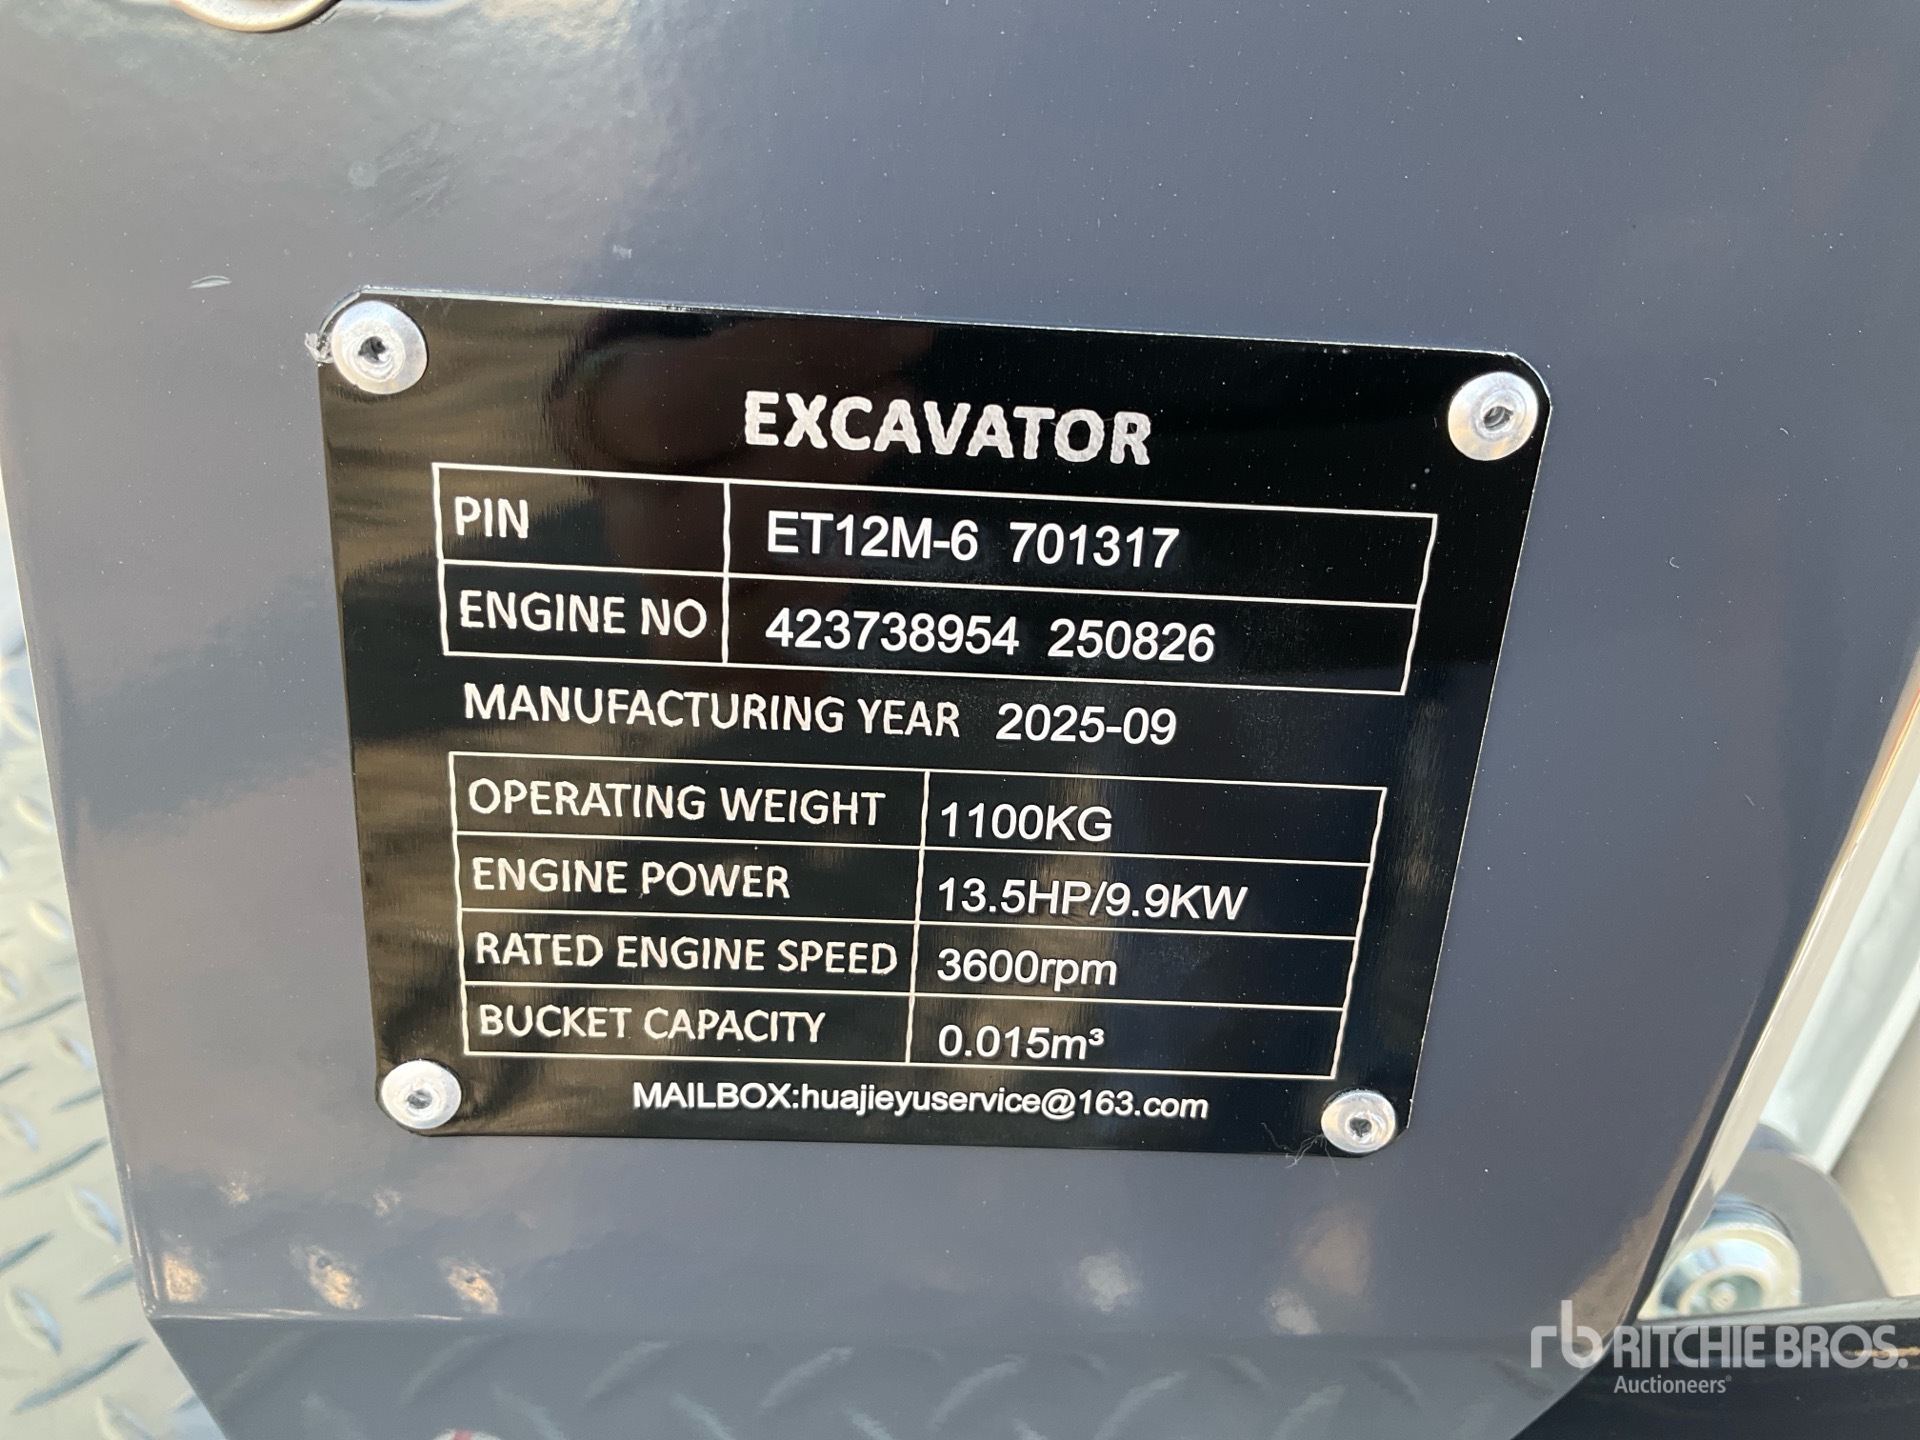 EXCAVATOR
PIN ET12M-6 701317
ENGINE NO 423738954 250826
MANUFACTURING YEAR 2025-09
OPERATING WEIGHT 1100KG
ENGINE POWER 13.5HP/9.9KW
RATED ENGINE SPEED 3600rpm
BUCKET CAPACITY 0.015m³
MAILBOX:huajieyuservice@163.com
rb RITCHIE BROS.
Auctioneers®